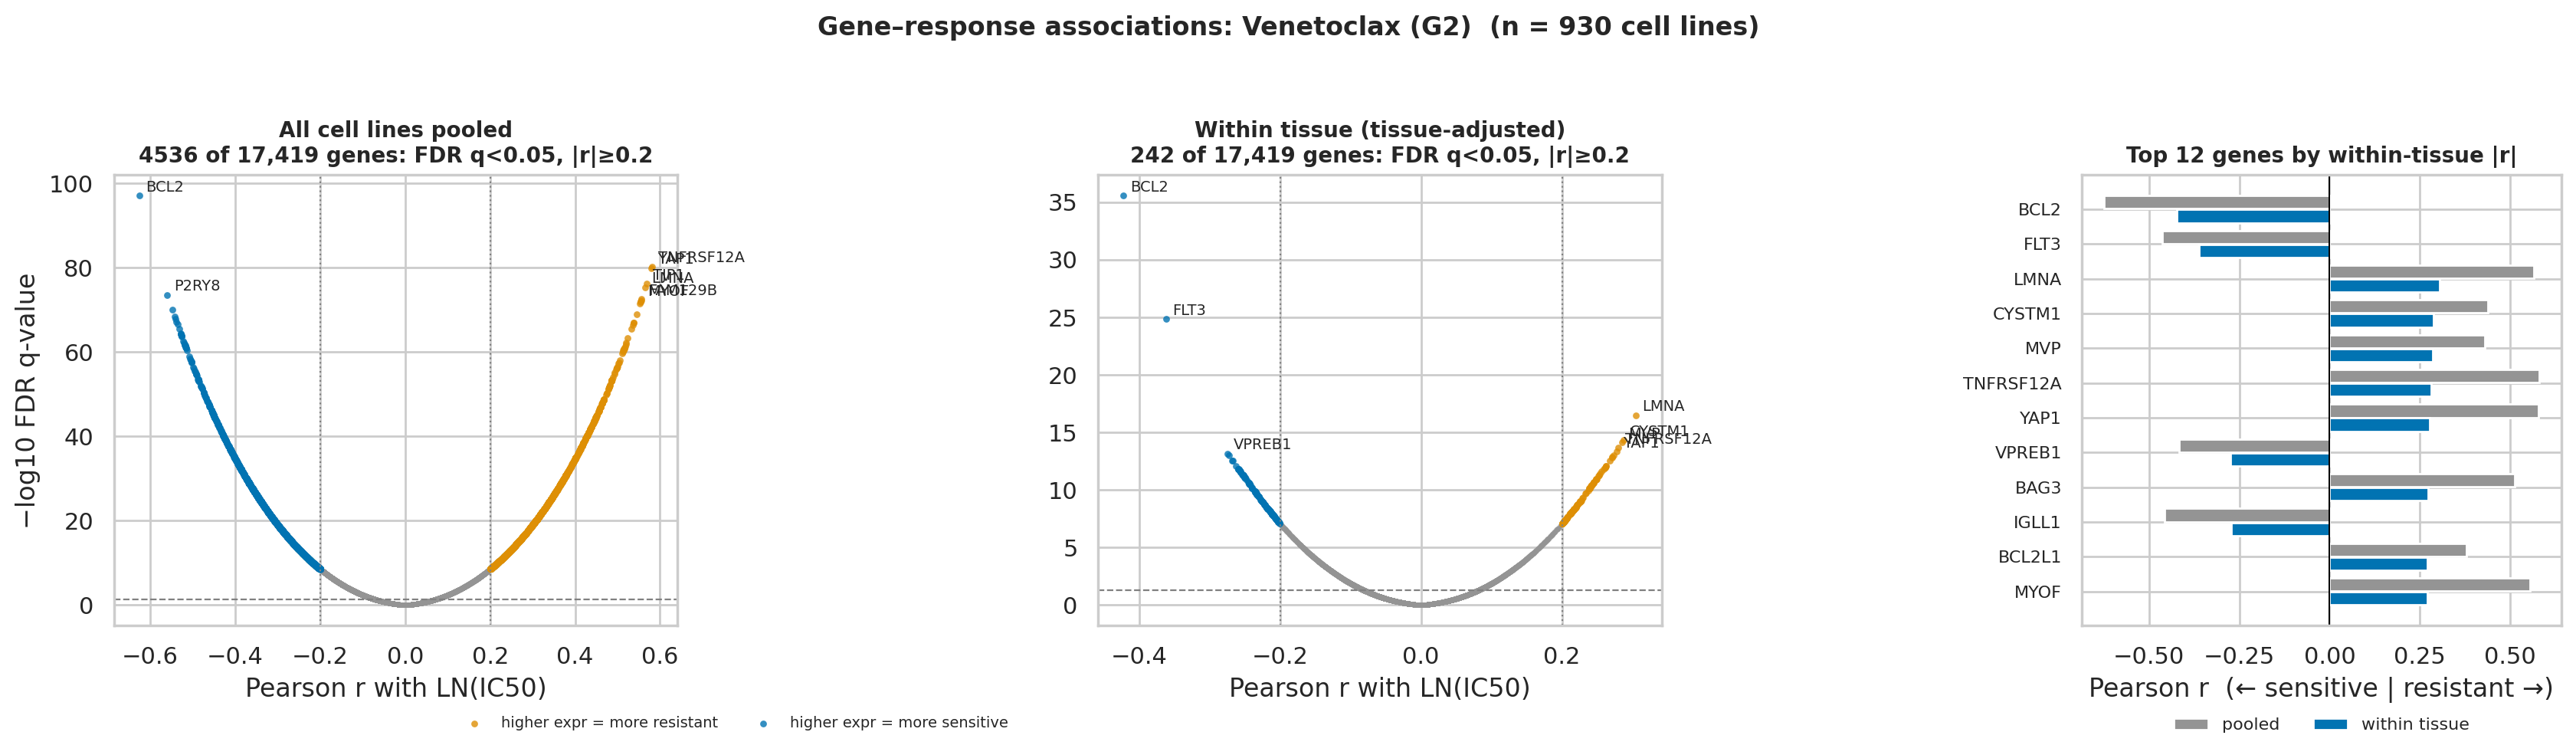 Gene–response associations: Venetoclax (G2)  (n = 930 cell lines)
All cell lines pooled
4536 of 17,419 genes: FDR q<0.05, |r|≥0.2
−log10 FDR q-value
100
80
60
40
20
0
BCL2
P2RY8
TNFRSF12A
YAP1
TJP1
LMNA
FAM129B
MYOF
−0.6
−0.4
−0.2
0.0
0.2
0.4
0.6
Pearson r with LN(IC50)
Within tissue (tissue-adjusted)
242 of 17,419 genes: FDR q<0.05, |r|≥0.2
35
30
25
20
15
10
5
0
BCL2
FLT3
VPREB1
LMNA
CYSTM1
MVP
TNFRSF12A
YAP1
−0.4
−0.2
0.0
0.2
Pearson r with LN(IC50)
higher expr = more resistant
higher expr = more sensitive
Top 12 genes by within-tissue |r|
BCL2
FLT3
LMNA
CYSTM1
MVP
TNFRSF12A
YAP1
VPREB1
BAG3
IGLL1
BCL2L1
MYOF
−0.50
−0.25
0.00
0.25
0.50
Pearson r  (← sensitive | resistant →)
pooled
within tissue